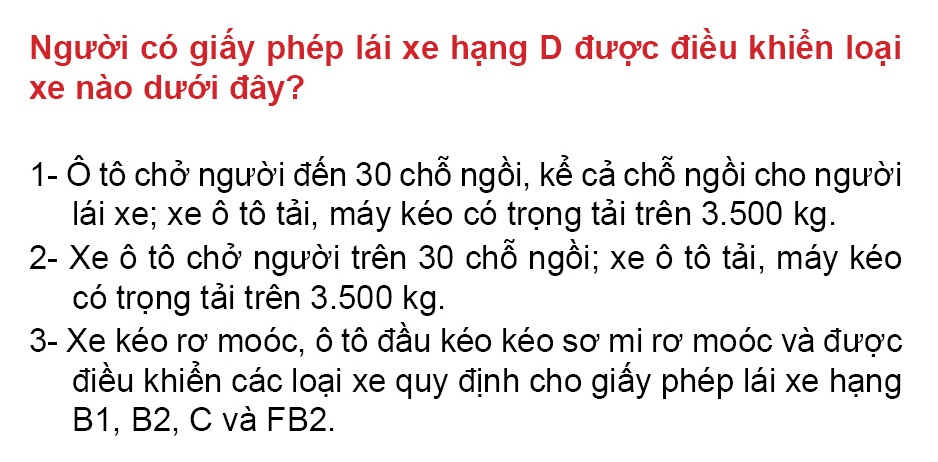 Người có giấy phép lái xe hạng D được điều khiển loại
xe nào dưới đây?
1- Ô tô chở người đến 30 chỗ ngồi, kể cả chỗ ngồi cho người
lái xe; xe ô tô tải, máy kéo có trọng tải trên 3.500 kg.
2- Xe ô tô chở người trên 30 chỗ ngồi; xe ô tô tải, máy kéo
có trọng tải trên 3.500 kg.
3- Xe kéo rơ moóc, ô tô đầu kéo kéo sơ mi rơ moóc và được
điều khiển các loại xe quy định cho giấy phép lái xe hạng
B1, B2, C và FB2.